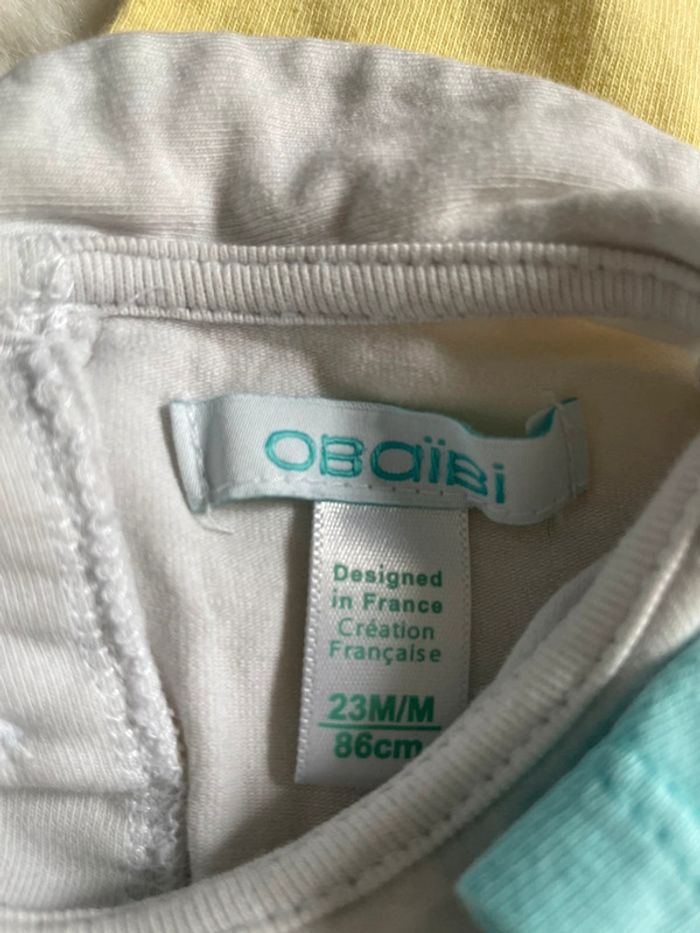 OBaïBi
Designed
in France
Création
Française
23M/M
86cm